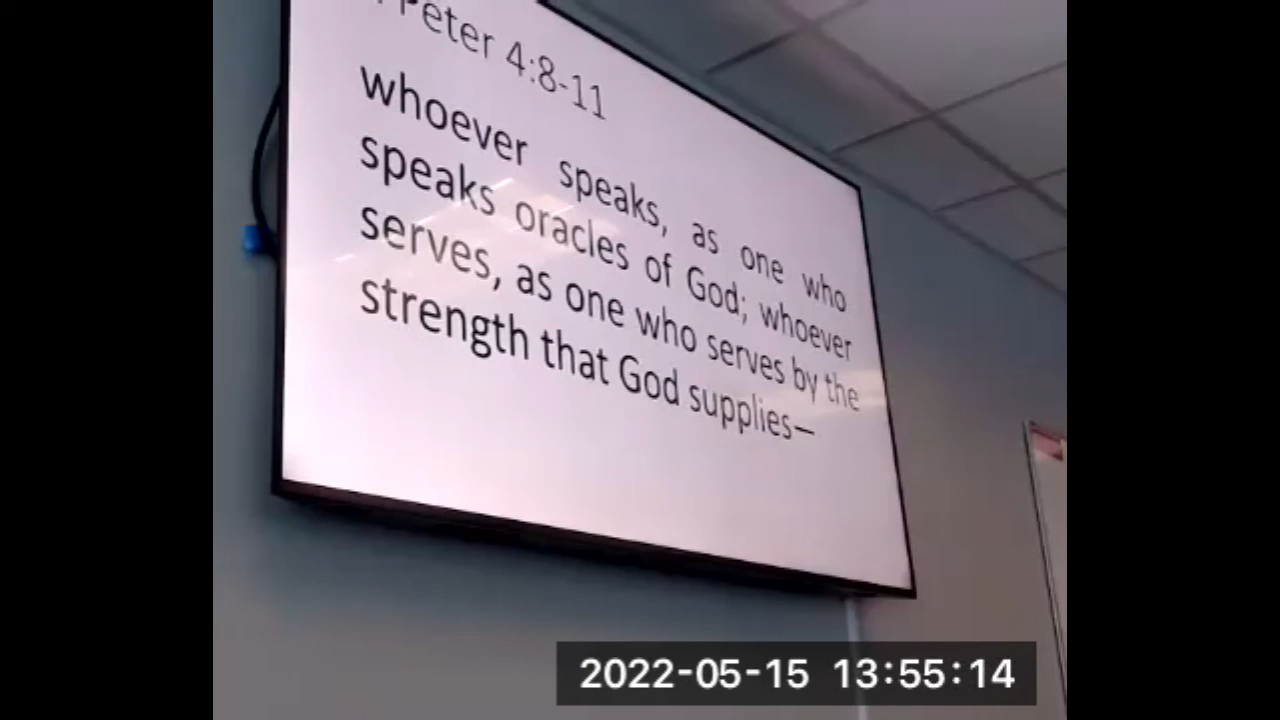 Peter 4:8-11
whoever speaks, as one who
speaks oracles of God; whoever
serves, as one who serves by the
strength that God supplies—
2022-05-15 13:55:14